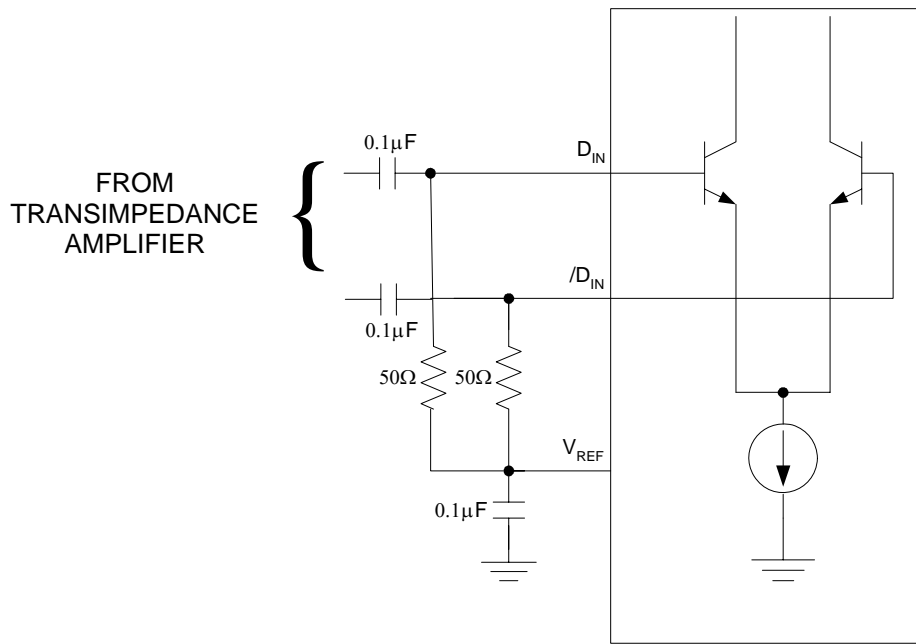 0.1μF
D_IN
FROM
TRANSIMPEDANCE
AMPLIFIER
{
/D_IN
0.1μF
50Ω 50Ω
V_REF
0.1μF